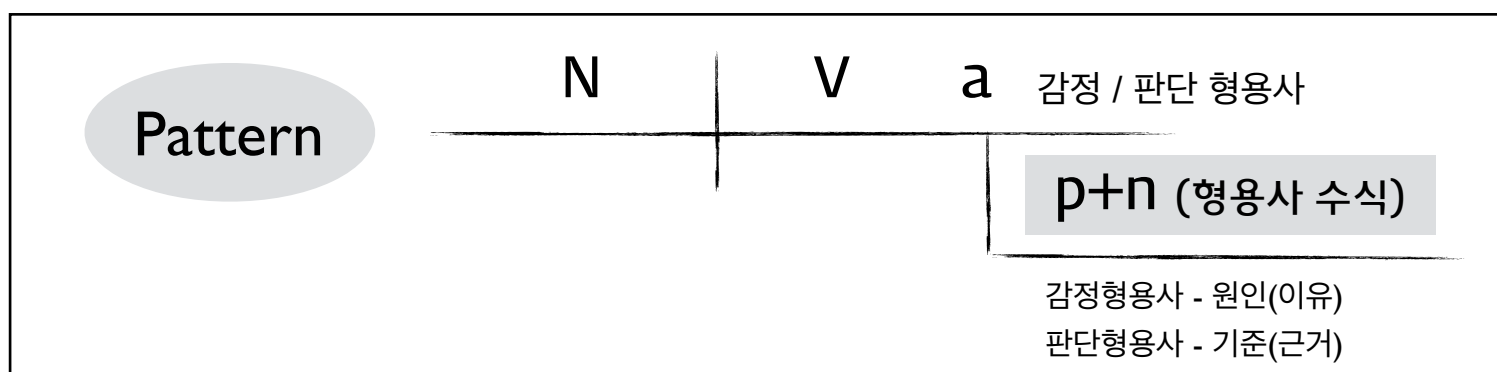 Pattern
N V a 감정 / 판단 형용사
p+n (형용사 수식)
감정형용사 - 원인(이유)
판단형용사 - 기준(근거)